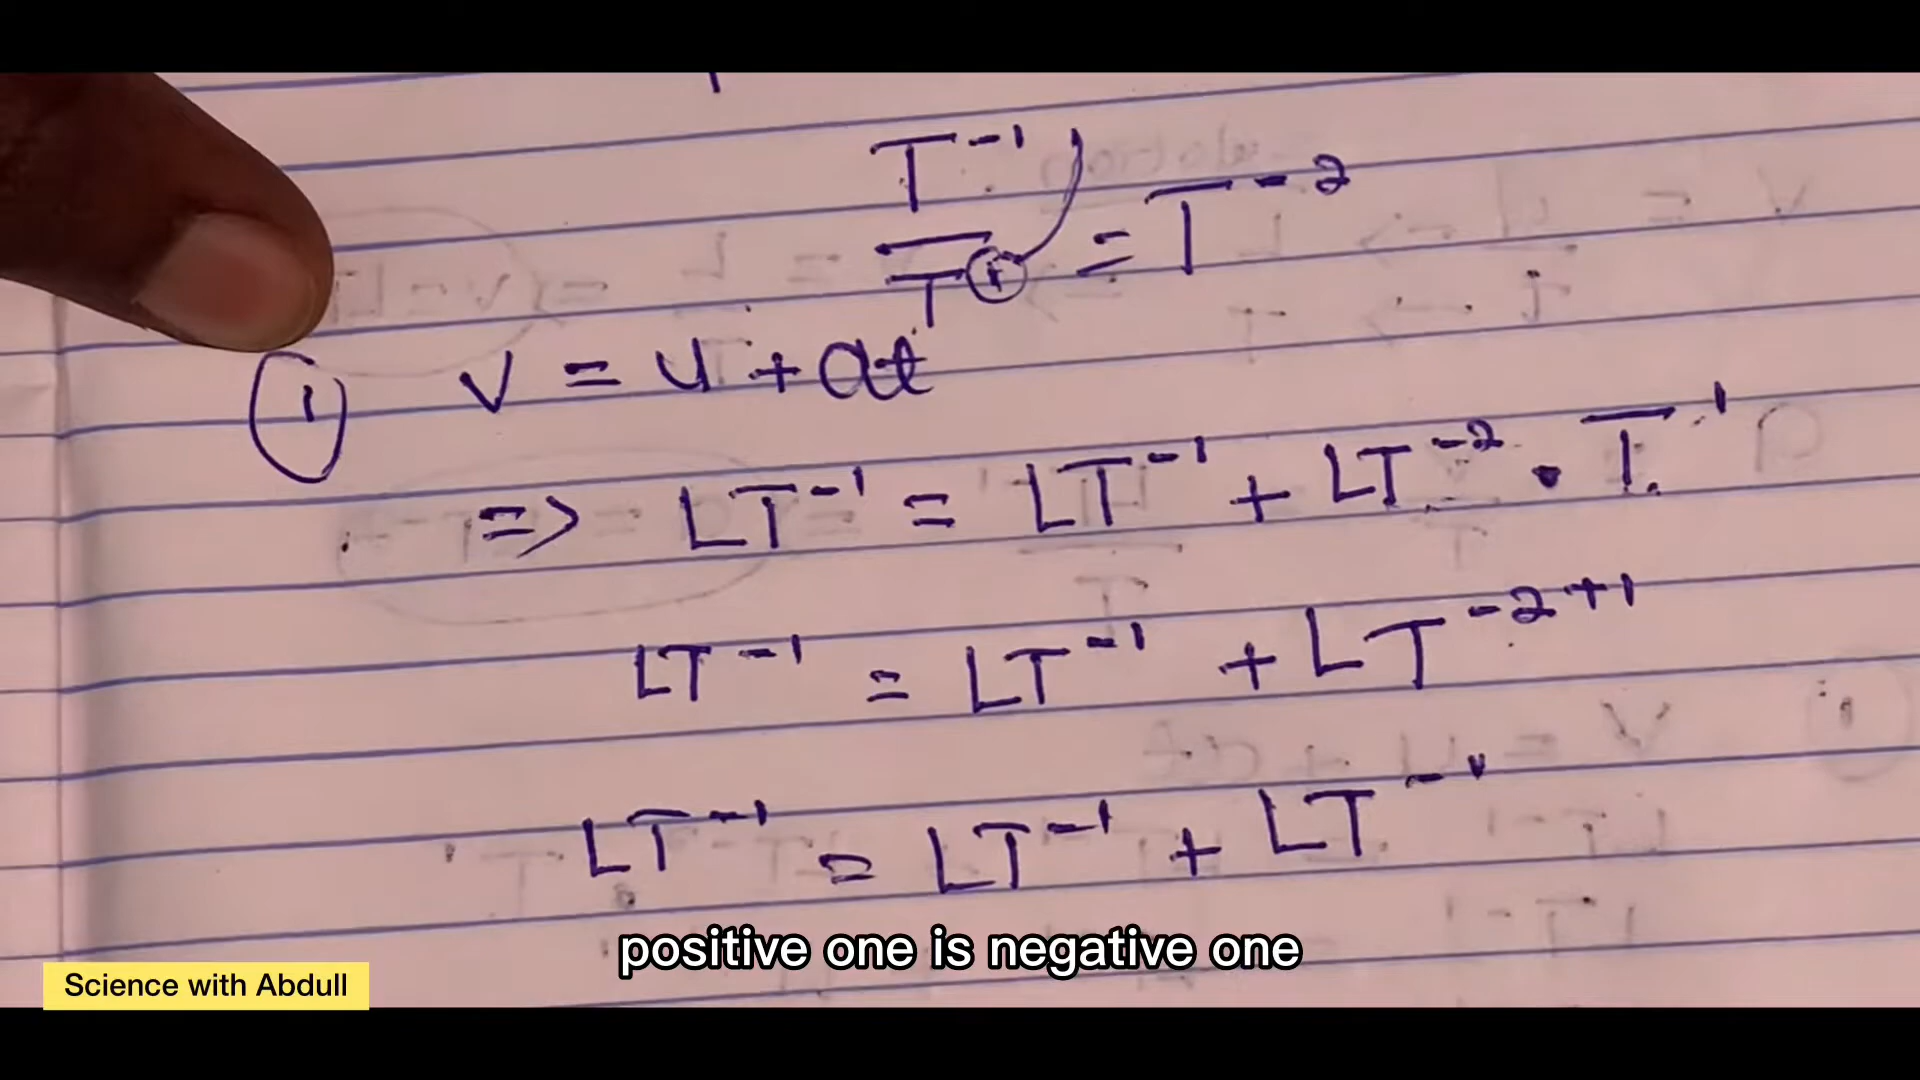 T⁻¹
T① = T⁻²
① V = u + at
=> LT⁻¹ = LT⁻¹ + LT⁻² · T¹
LT⁻¹ = LT⁻¹ + LT⁻²⁺¹
LT⁻¹ = LT⁻¹ + LT⁻¹
positive one is negative one
Science with Abdull